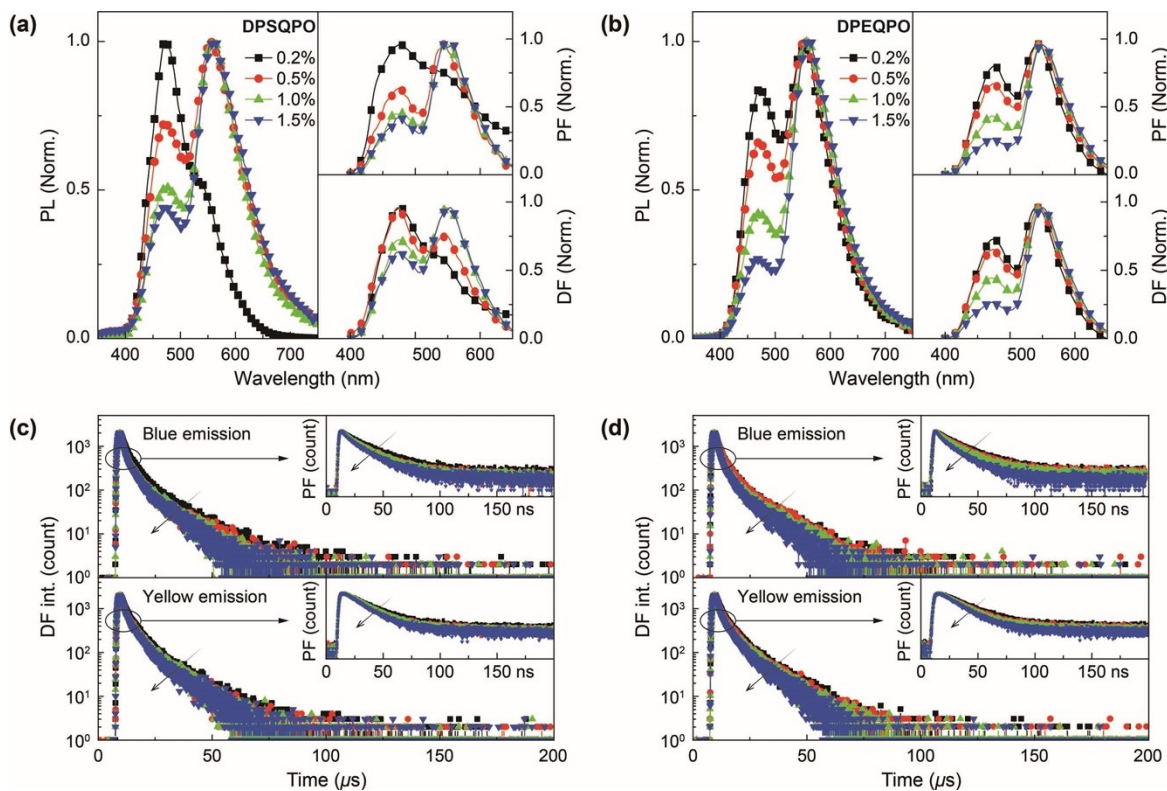 (a)
DPSQPO
0.2%
0.5%
1.0%
1.5%
PL (Norm.)
1.0
0.5
0.0
400 500 600 700
PF (Norm.)
1.0
0.5
0.0
DF (Norm.)
1.0
0.5
0.0
400 500 600
Wavelength (nm)
(b)
DPEQPO
0.2%
0.5%
1.0%
1.5%
PL (Norm.)
1.0
0.5
0.0
400 500 600 700
PF (Norm.)
1.0
0.5
0.0
DF (Norm.)
1.0
0.5
0.0
400 500 600
Wavelength (nm)
(c)
Blue emission
PF (count)
0 50 100 150 ns
10³
10²
10¹
10⁰
DF int. (count)
Yellow emission
PF (count)
0 50 100 150 ns
10³
10²
10¹
10⁰
0 50 100 150 200
Time (µs)
(d)
Blue emission
PF (count)
0 50 100 150 ns
10³
10²
10¹
10⁰
DF int. (count)
Yellow emission
PF (count)
0 50 100 150 ns
10³
10²
10¹
10⁰
0 50 100 150 200
Time (µs)